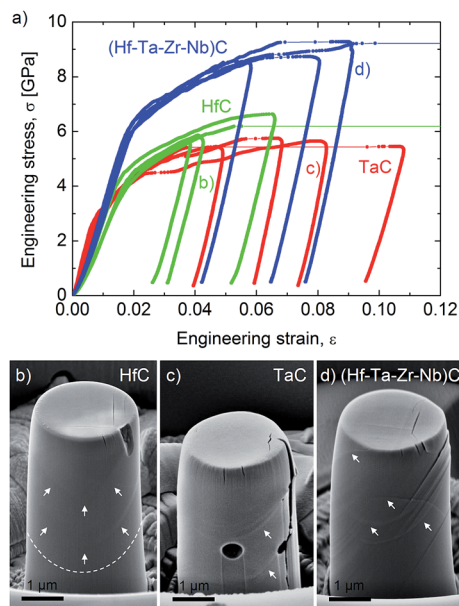 a)
10
8
6
4
2
0
Engineering stress, σ [GPa]
(Hf-Ta-Zr-Nb)C
d)
HfC
b)
c)
TaC
0.00 0.02 0.04 0.06 0.08 0.10 0.12
Engineering strain, ε
b) HfC
1 µm
c) TaC
1 µm
d) (Hf-Ta-Zr-Nb)C
1 µm